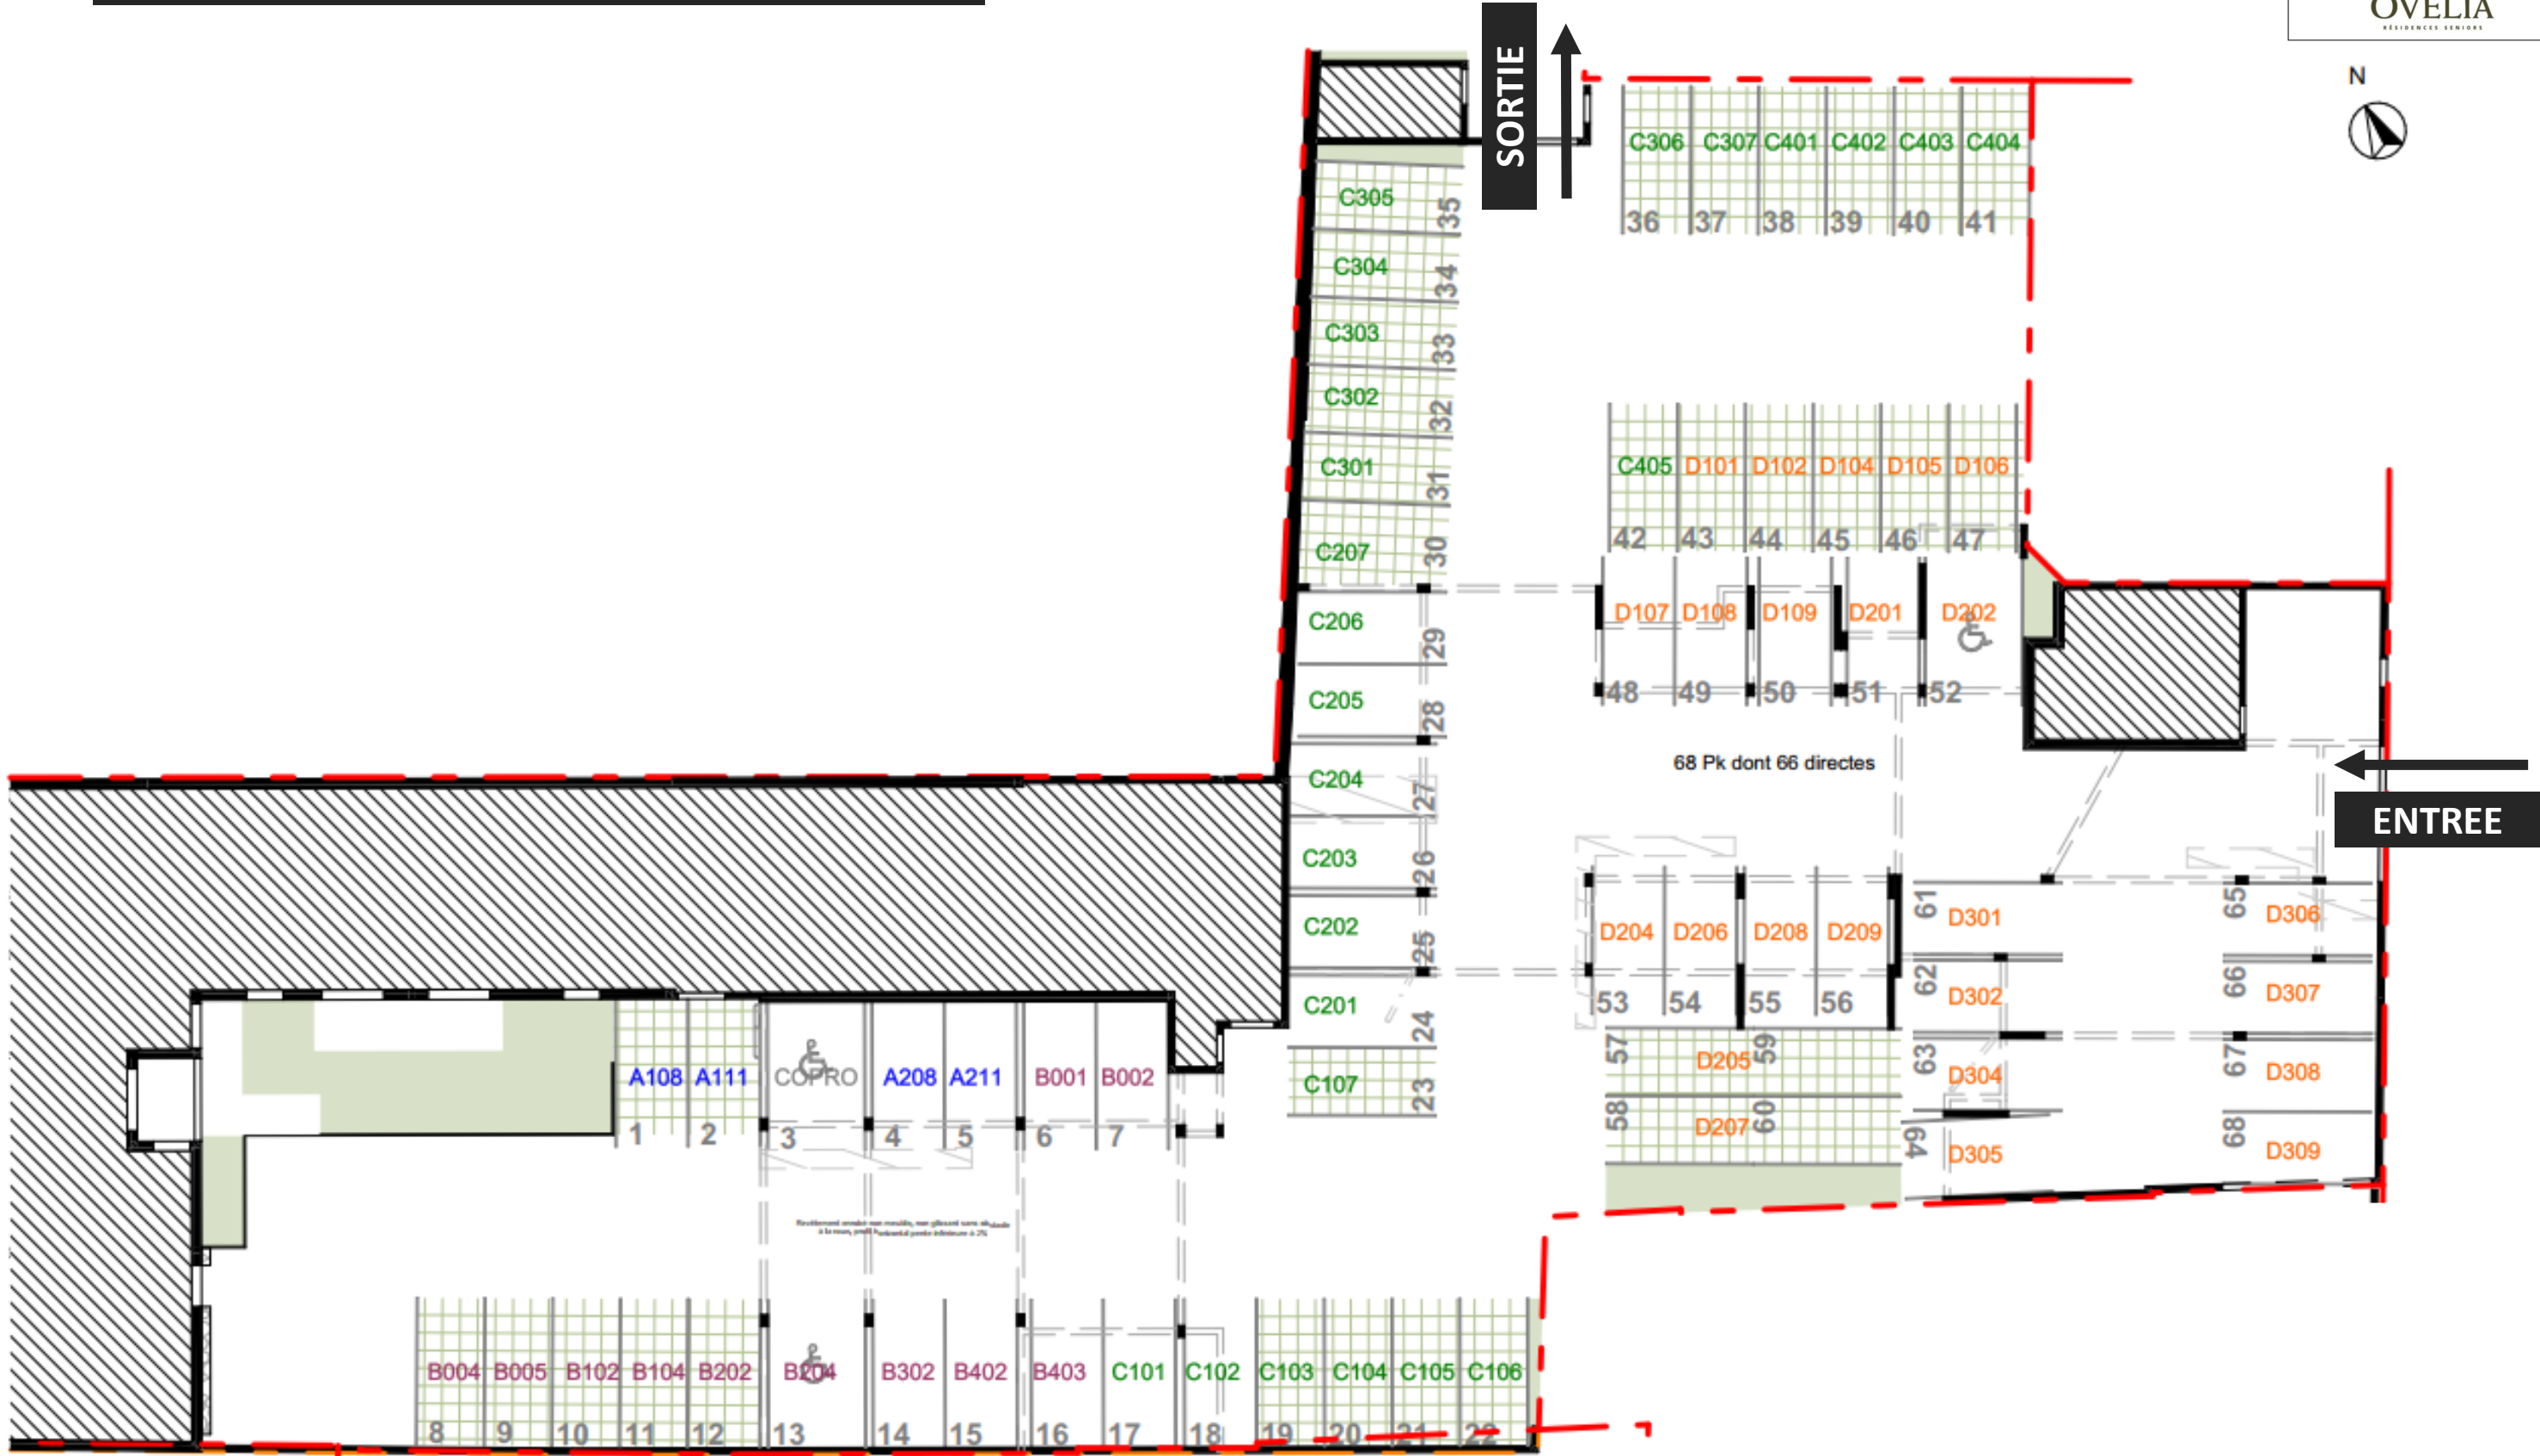 OVELIA
RÉSIDENCES SENIORS
N
SORTIE
C306 C307 C401 C402 C403 C404
36 37 38 39 40 41
C305 35
C304 34
C303 33
C302 32
C301 31
C207 30
C405 D101 D102 D104 D105 D106
42 43 44 45 46 47
D107 D108 D109 D201 D202
48 49 50 51 52
C206 29
C205 28
C204 27
C203 26
C202 25
C201 24
C107 23
68 Pk dont 66 directes
ENTREE
D204 D206 D208 D209
53 54 55 56
57 D205 59
58 D207 60
61 D301
62 D302
63 D304
64 D305
65 D306
66 D307
67 D308
68 D309
A108 A111 COPRO A208 A211 B001 B002
1 2 3 4 5 6 7
B004 B005 B102 B104 B202 B204 B302 B402 B403 C101 C102 C103 C104 C105 C106
8 9 10 11 12 13 14 15 16 17 18 19 20 21 22